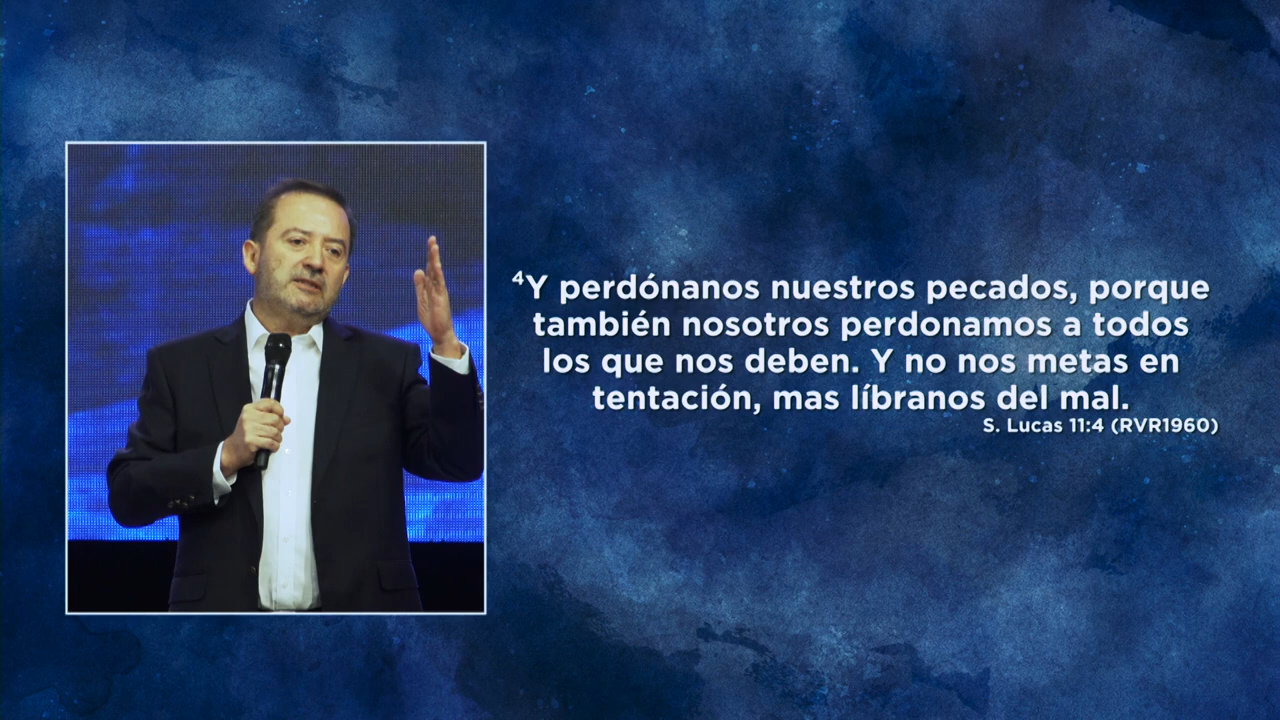 ⁴Y perdónanos nuestros pecados, porque
también nosotros perdonamos a todos
los que nos deben. Y no nos metas en
tentación, mas líbranos del mal.
S. Lucas 11:4 (RVR1960)